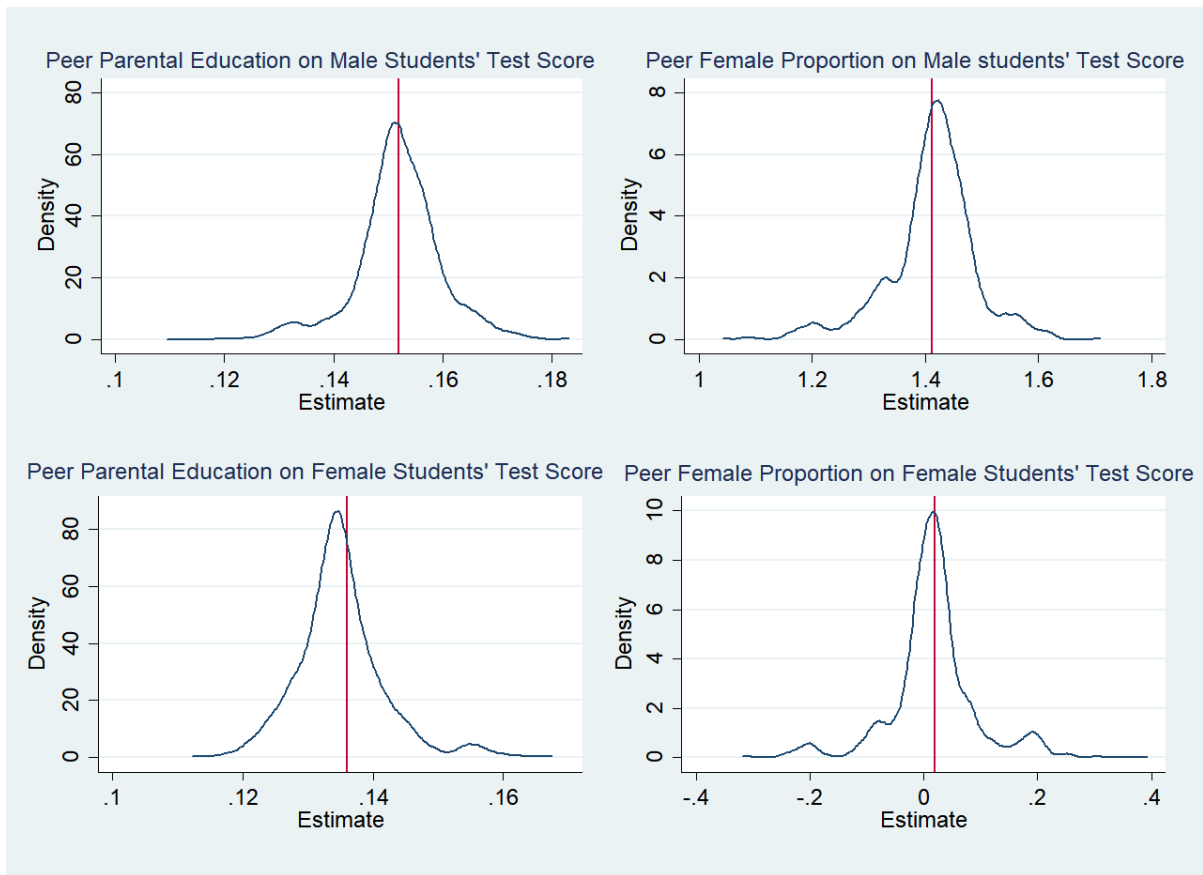 Peer Parental Education on Male Students' Test Score
80
60
40
20
0
Density
.1 .12 .14 .16 .18
Estimate
Peer Female Proportion on Male students' Test Score
8
6
4
2
0
Density
1 1.2 1.4 1.6 1.8
Estimate
Peer Parental Education on Female Students' Test Score
80
60
40
20
0
Density
.1 .12 .14 .16
Estimate
Peer Female Proportion on Female Students' Test Score
10
8
6
4
2
0
Density
-.4 -.2 0 .2 .4
Estimate